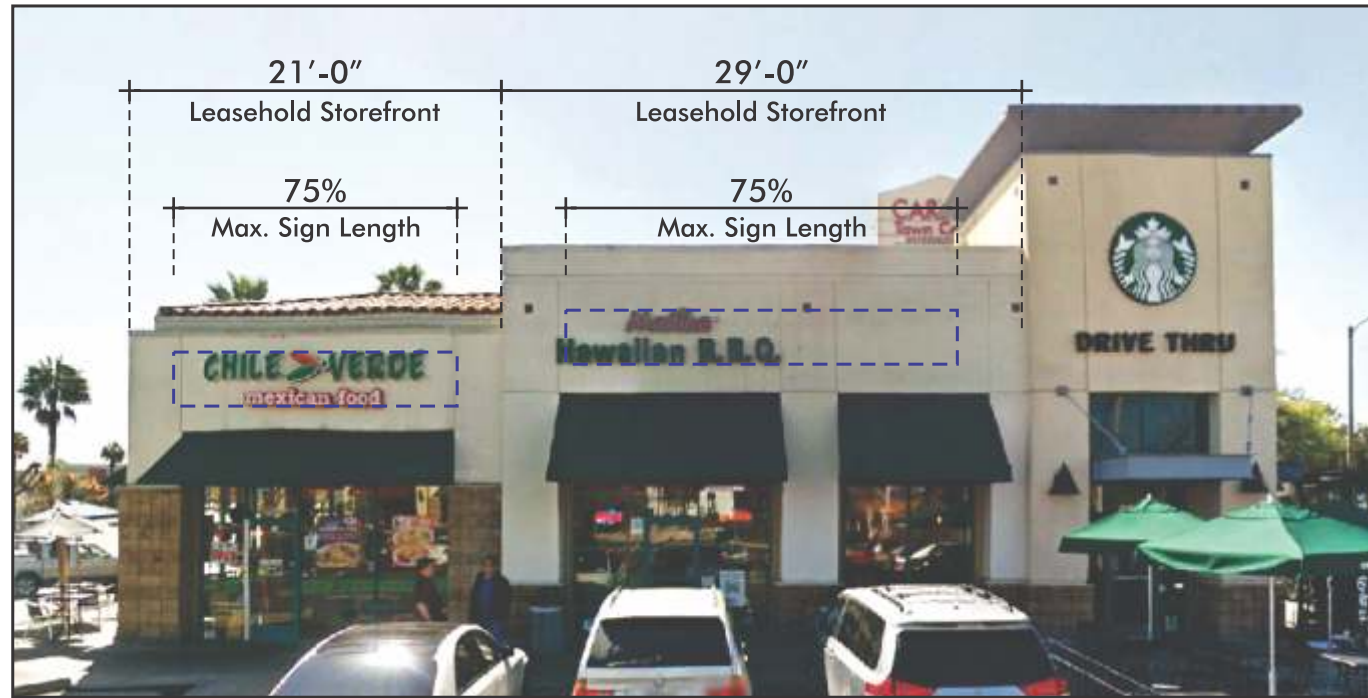 21'-0"
Leasehold Storefront
29'-0"
Leasehold Storefront
75%
Max. Sign Length
75%
Max. Sign Length
CHILE VERDE
mexican food
Hawaiian B.B.Q.
DRIVE THRU